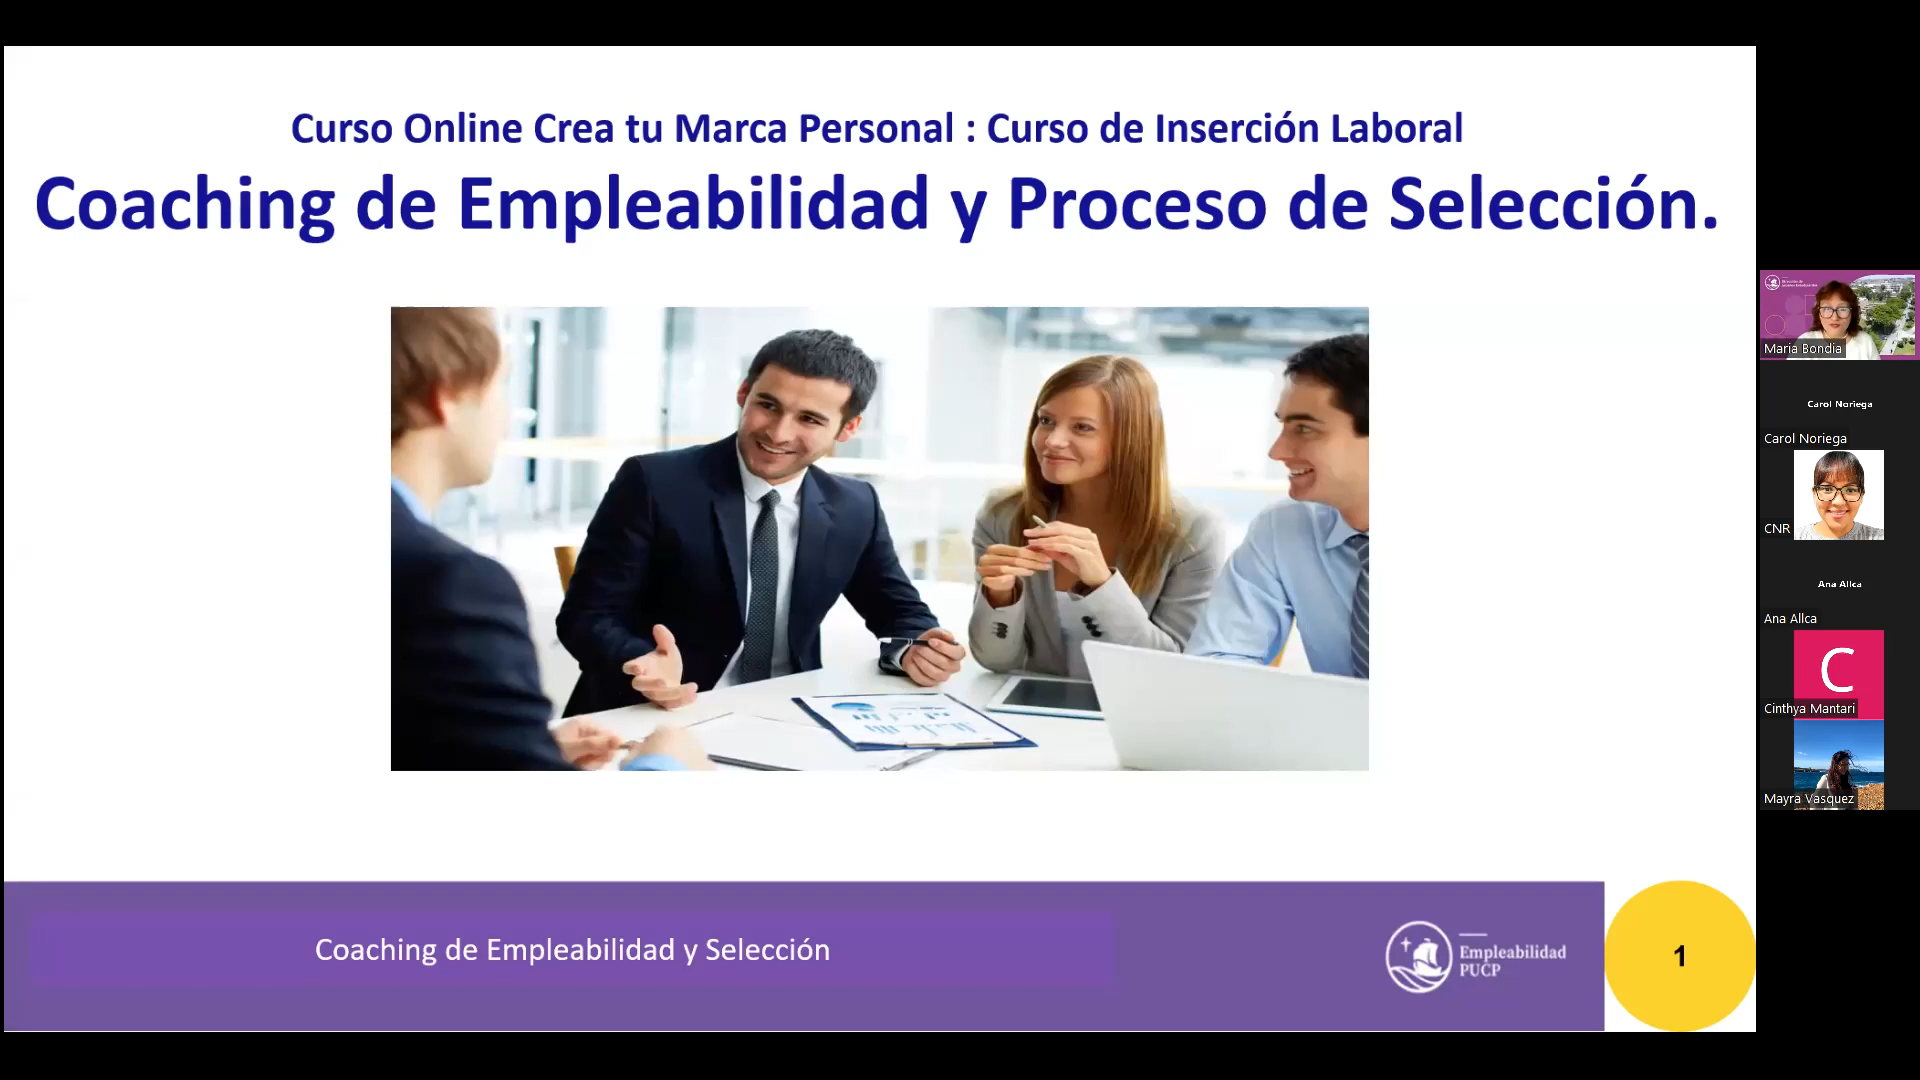 Curso Online Crea tu Marca Personal : Curso de Inserción Laboral
Coaching de Empleabilidad y Proceso de Selección.
Maria Bondia
Carol Noriega
Carol Noriega
CNR
Ana Allca
Ana Allca
C
Cinthya Mantari
Mayra Vasquez
Coaching de Empleabilidad y Selección
Empleabilidad
PUCP
1